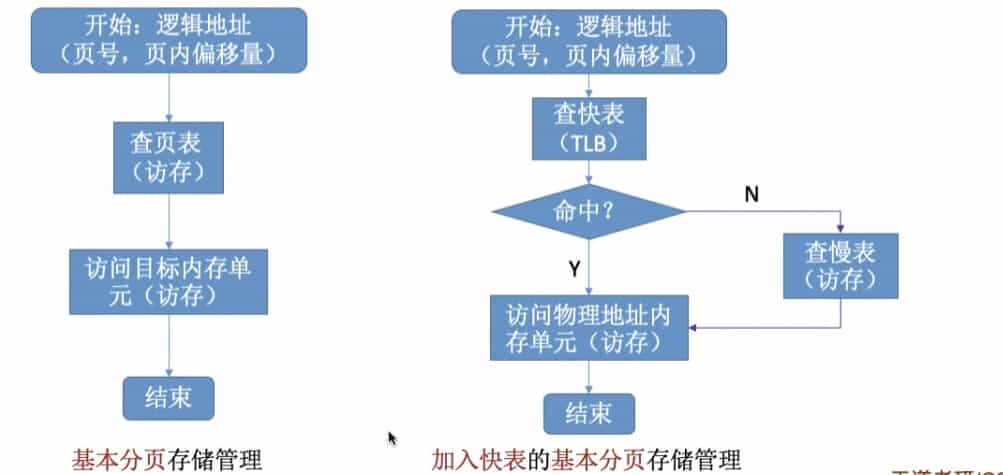 开始：逻辑地址
（页号，页内偏移量）
查页表
（访存）
访问目标内存单
元（访存）
结束
基本分页存储管理
开始：逻辑地址
（页号，页内偏移量）
查快表
（TLB）
命中？
N
Y
查慢表
（访存）
访问物理地址内
存单元（访存）
结束
加入快表的基本分页存储管理